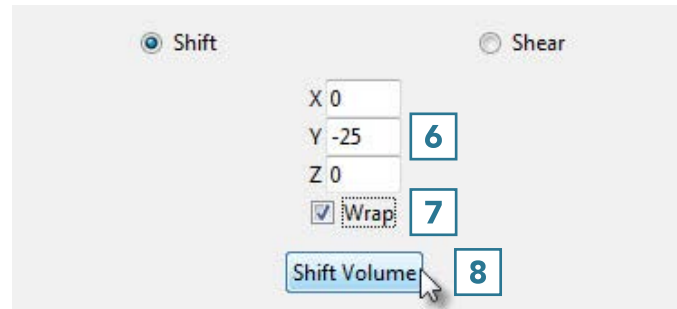 Shift Shear
X 0
Y -25 6
Z 0
Wrap 7
Shift Volume 8